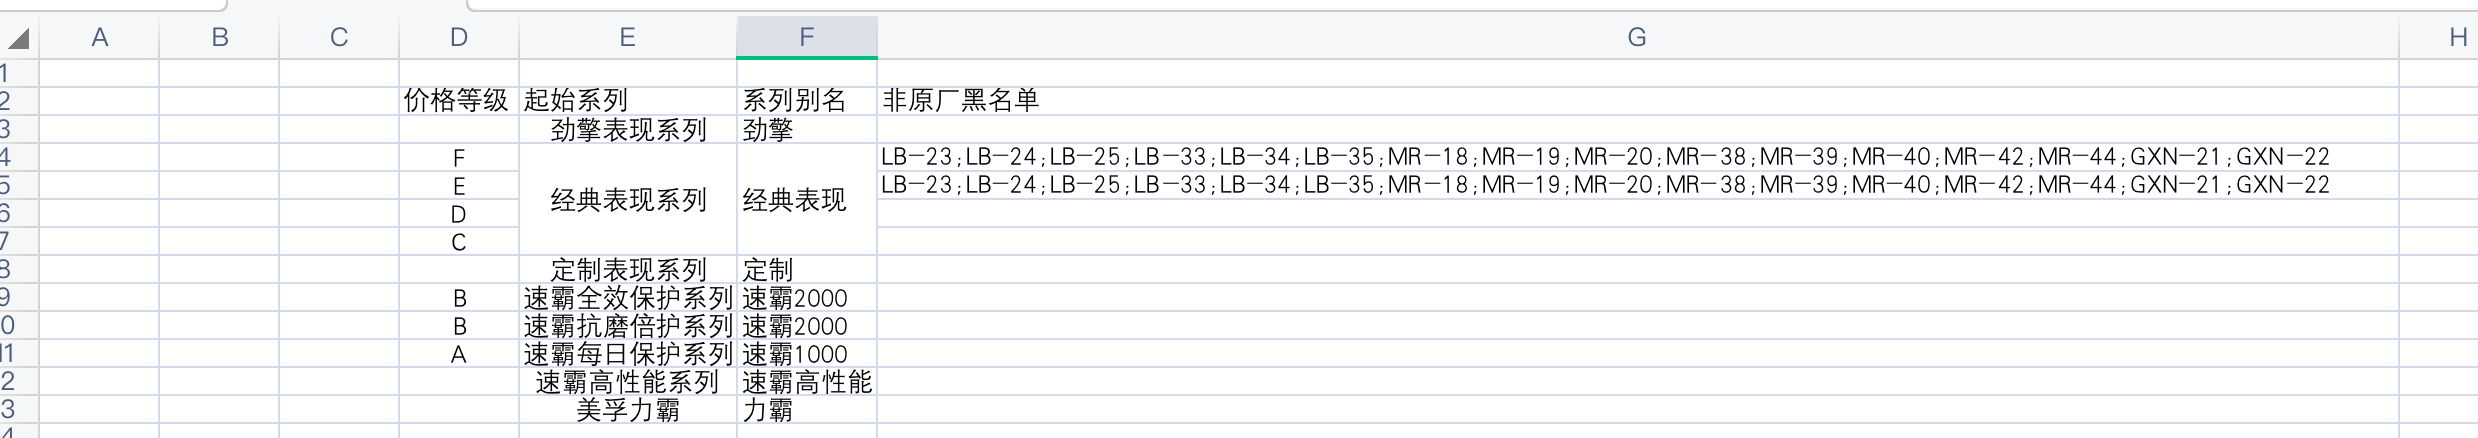 A B C D E F G H
1
2 价格等级 起始系列 系列别名 非原厂黑名单
3 劲擎表现系列 劲擎
4 F LB-23;LB-24;LB-25;LB-33;LB-34;LB-35;MR-18;MR-19;MR-20;MR-38;MR-39;MR-40;MR-42;MR-44;GXN-21;GXN-22
5 E LB-23;LB-24;LB-25;LB-33;LB-34;LB-35;MR-18;MR-19;MR-20;MR-38;MR-39;MR-40;MR-42;MR-44;GXN-21;GXN-22
经典表现系列 经典表现
6 D
7 C
8 定制表现系列 定制
9 B 速霸全效保护系列 速霸2000
0 B 速霸抗磨倍护系列 速霸2000
11 A 速霸每日保护系列 速霸1000
2 速霸高性能系列 速霸高性能
3 美孚力霸 力霸
4